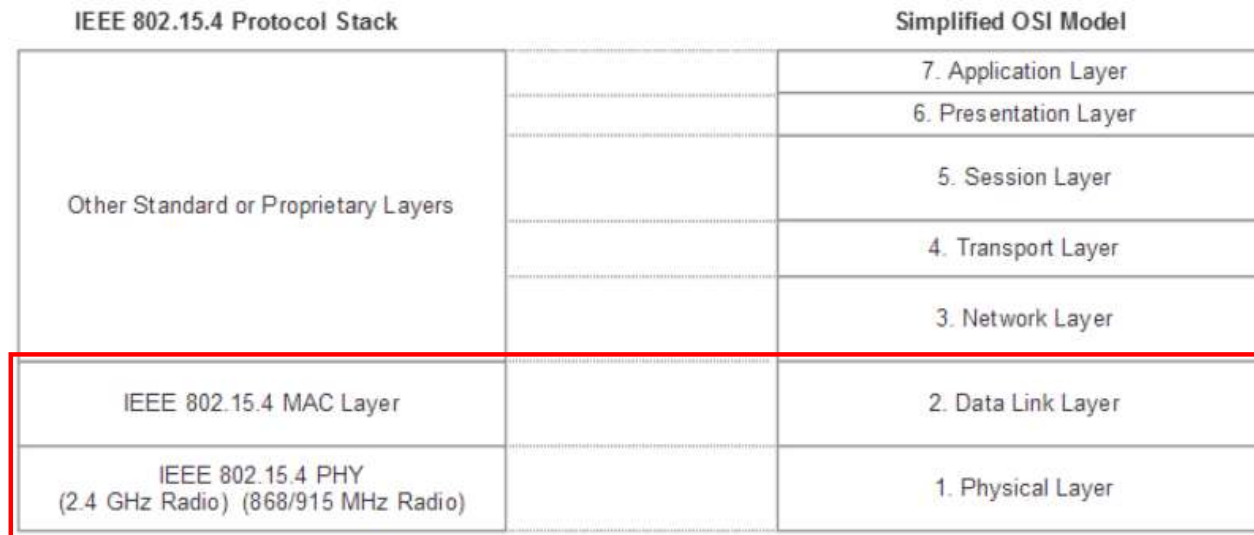 IEEE 802.15.4 Protocol Stack
Simplified OSI Model
7. Application Layer
6. Presentation Layer
5. Session Layer
Other Standard or Proprietary Layers
4. Transport Layer
3. Network Layer
IEEE 802.15.4 MAC Layer
2. Data Link Layer
IEEE 802.15.4 PHY
(2.4 GHz Radio) (868/915 MHz Radio)
1. Physical Layer